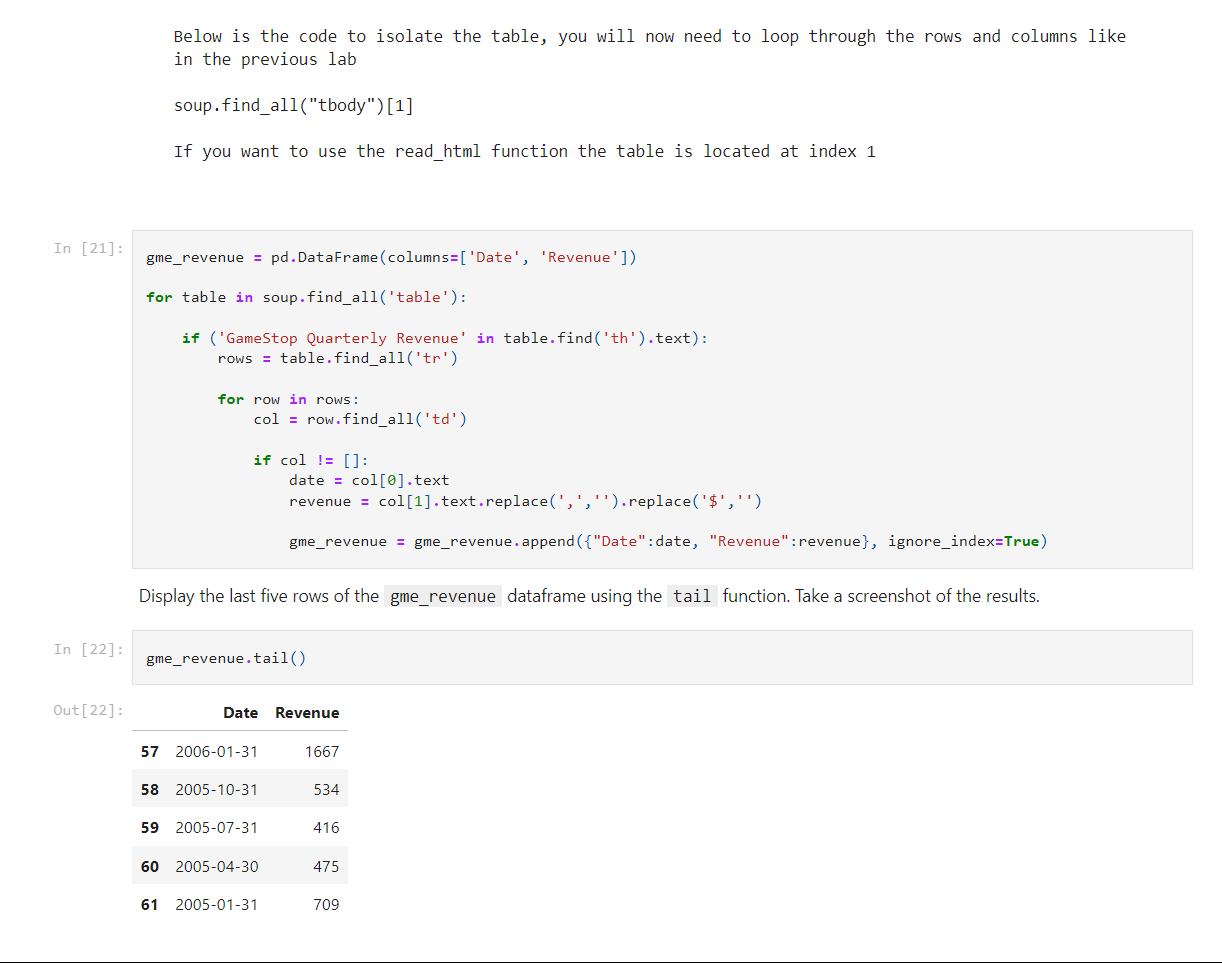 Below is the code to isolate the table, you will now need to loop through the rows and columns like
in the previous lab
soup.find_all("tbody")[1]
If you want to use the read_html function the table is located at index 1
In [21]:
gme_revenue = pd.DataFrame(columns=['Date', 'Revenue'])
for table in soup.find_all('table'):
    if ('GameStop Quarterly Revenue' in table.find('th').text):
        rows = table.find_all('tr')
        for row in rows:
            col = row.find_all('td')
            if col != []:
                date = col[0].text
                revenue = col[1].text.replace(',','').replace('$','')
                gme_revenue = gme_revenue.append({"Date":date, "Revenue":revenue}, ignore_index=True)
Display the last five rows of the gme_revenue dataframe using the tail function. Take a screenshot of the results.
In [22]:
gme_revenue.tail()
Out[22]:
Date Revenue
57 2006-01-31 1667
58 2005-10-31 534
59 2005-07-31 416
60 2005-04-30 475
61 2005-01-31 709